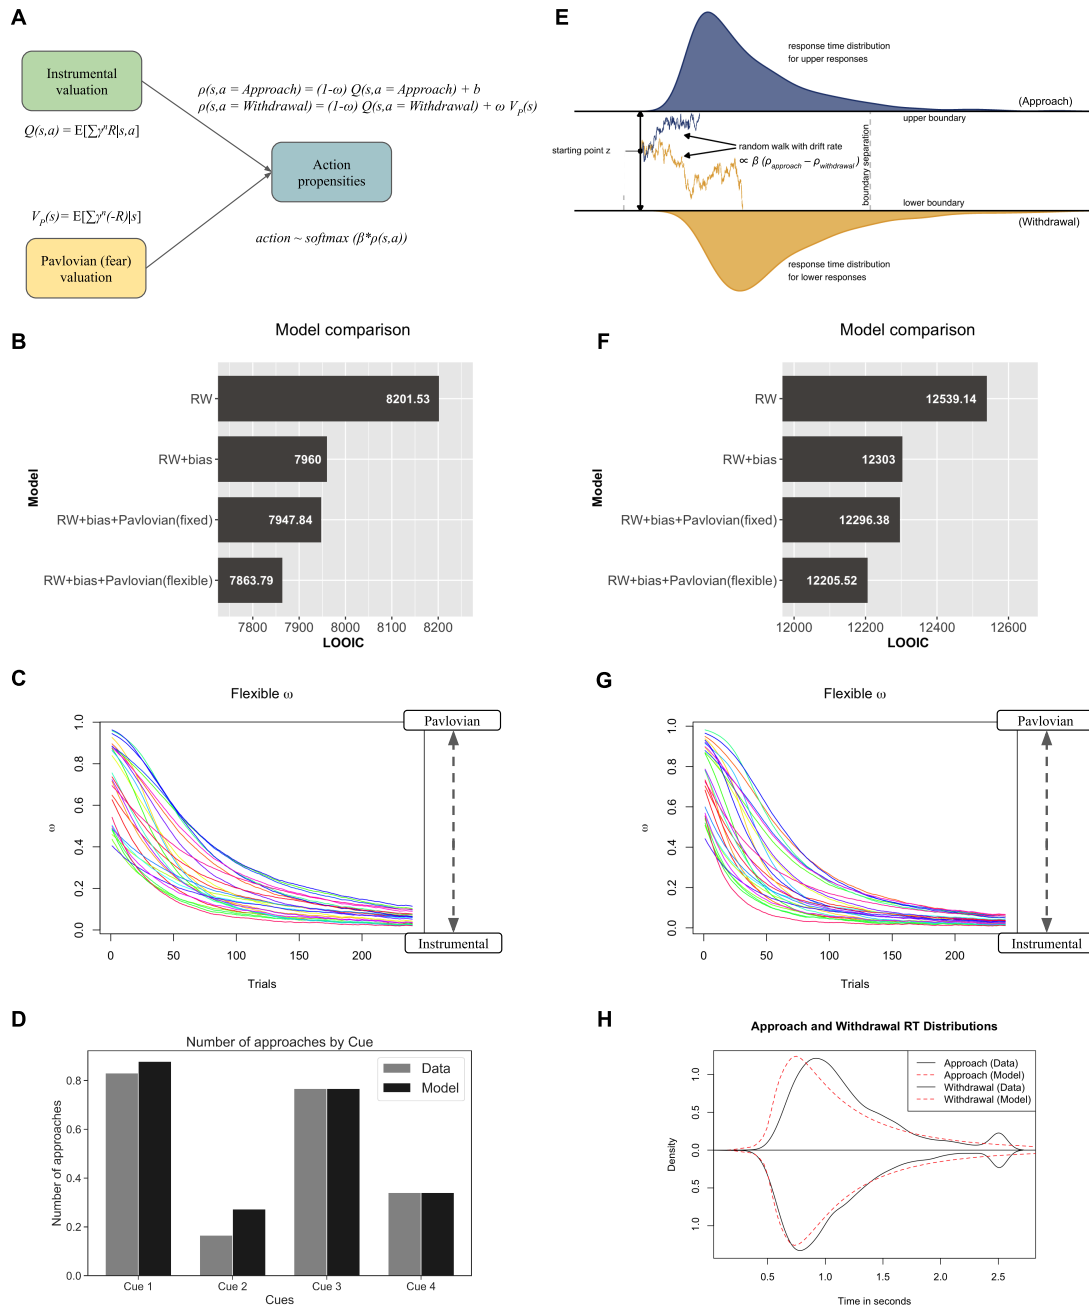 A
Instrumental
valuation
Q(s,a) = E[∑γⁿR|s,a]
ρ(s,a = Approach) = (1-ω) Q(s,a = Approach) + b
ρ(s,a = Withdrawal) = (1-ω) Q(s,a = Withdrawal) + ω Vₚ(s)
Action
propensities
Vₚ(s) = E[∑γⁿ(-R)|s]
action ~ softmax (β*ρ(s,a))
Pavlovian (fear)
valuation
E
response time distribution
for upper responses
(Approach)
upper boundary
starting point z
random walk with drift rate
∝ β (ρapproach − ρwithdrawal)
boundary separation
lower boundary
(Withdrawal)
response time distribution
for lower responses
B
Model comparison
Model
RW
8201.53
RW+bias
7960
RW+bias+Pavlovian(fixed)
7947.84
RW+bias+Pavlovian(flexible)
7863.79
7800 7900 8000 8100 8200
LOOIC
F
Model comparison
Model
RW
12539.14
RW+bias
12303
RW+bias+Pavlovian(fixed)
12296.38
RW+bias+Pavlovian(flexible)
12205.52
12000 12200 12400 12600
LOOIC
C
Flexible ω
Pavlovian
1.0
0.8
0.6
ω
0.4
0.2
0.0
Instrumental
0 50 100 150 200
Trials
G
Flexible ω
Pavlovian
1.0
0.8
0.6
ω
0.4
0.2
0.0
Instrumental
0 50 100 150 200
Trials
D
Number of approaches by Cue
Data
Model
Number of approaches
0.8
0.6
0.4
0.2
0.0
Cue 1 Cue 2 Cue 3 Cue 4
Cues
H
Approach and Withdrawal RT Distributions
Approach (Data)
Approach (Model)
Withdrawal (Data)
Withdrawal (Model)
Density
1.0
0.5
0.0
0.5
1.0
0.5 1.0 1.5 2.0 2.5
Time in seconds